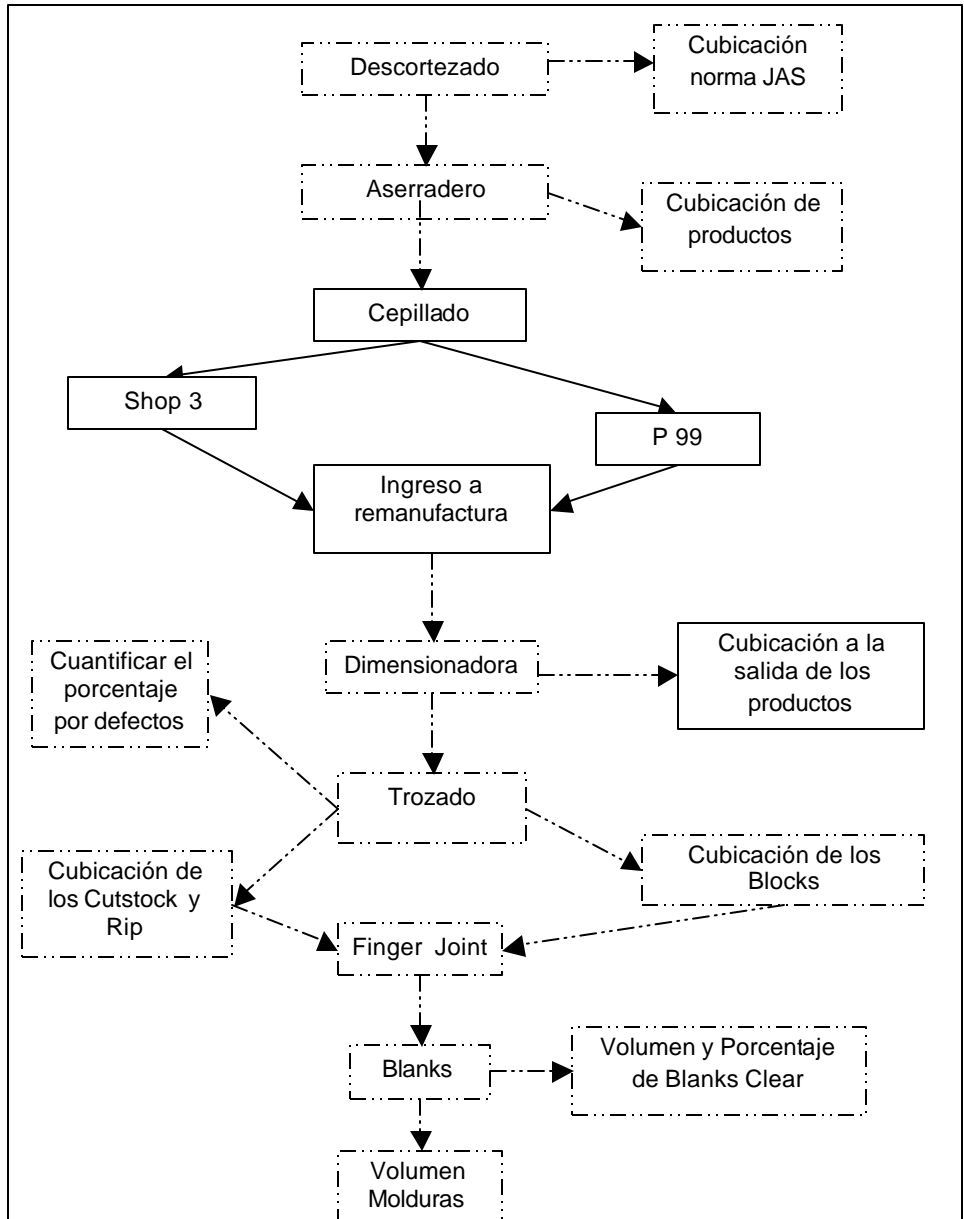 Descortezado
Cubicación
norma JAS
Aserradero
Cubicación de
productos
Cepillado
Shop 3
P 99
Ingreso a
remanufactura
Cuantificar el
porcentaje
por defectos
Dimensionadora
Cubicación a la
salida de los
productos
Trozado
Cubicación de
los Cutstock y
Rip
Cubicación de los
Blocks
Finger Joint
Blanks
Volumen y Porcentaje
de Blanks Clear
Volumen
Molduras